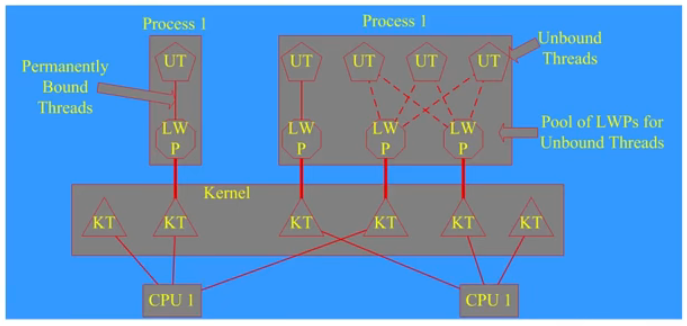 Process 1
Process 1
UT
UT
UT
UT
UT
Unbound
Threads
Permanently
Bound
Threads
LW
P
LW
P
LW
P
LW
P
Pool of LWPs for
Unbound Threads
Kernel
KT
KT
KT
KT
KT
KT
CPU 1
CPU 1